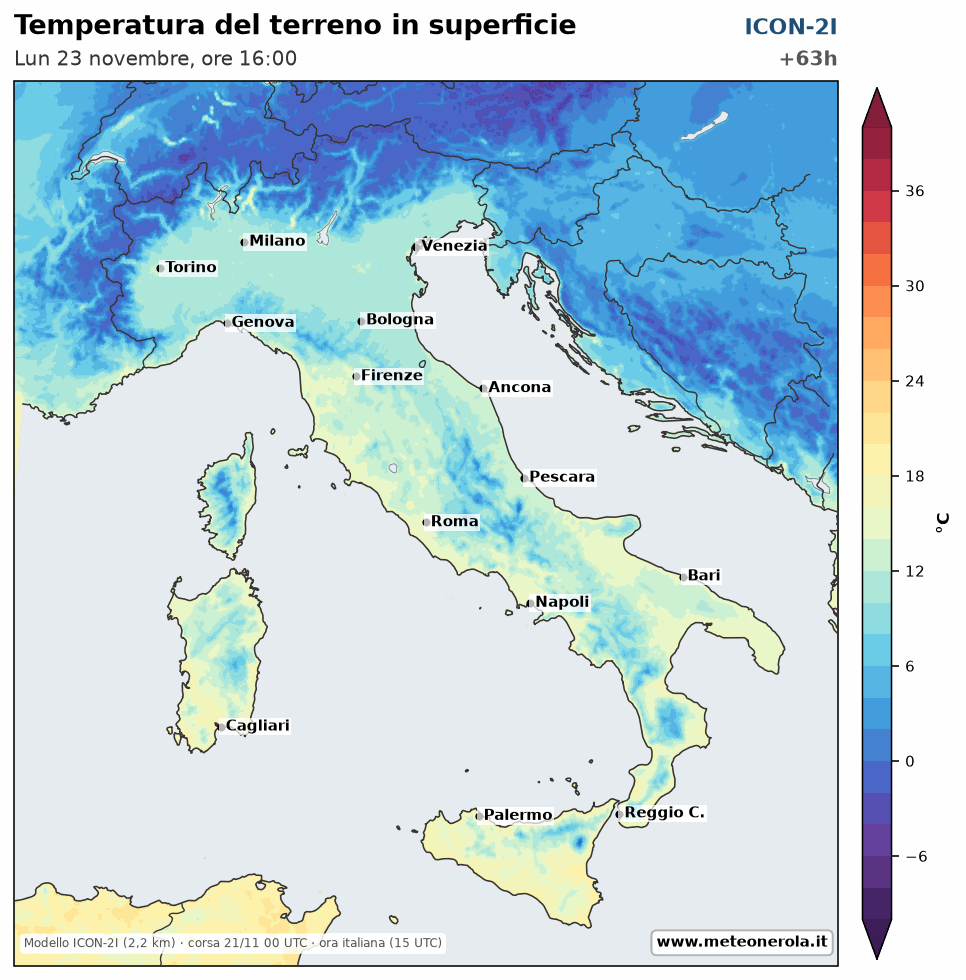 Temperatura del terreno in superficie
ICON-2I
Lun 23 novembre, ore 16:00
+63h
Milano
Venezia
Torino
Genova
Bologna
Firenze
Ancona
Pescara
Roma
Bari
Napoli
Cagliari
Palermo
Reggio C.
36
30
24
18
12
6
0
−6
°C
Modello ICON-2I (2,2 km) · corsa 21/11 00 UTC · ora italiana (15 UTC)
www.meteonerola.it